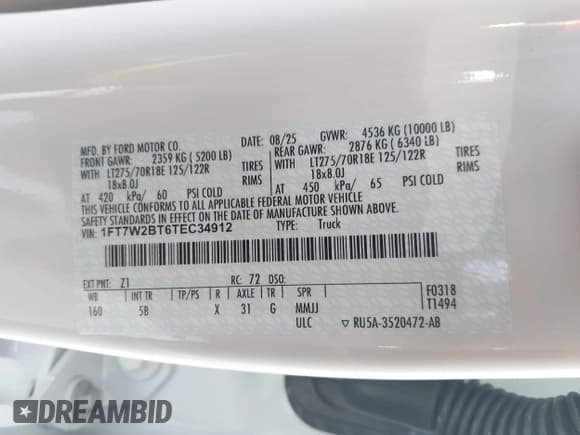 MFD. BY FORD MOTOR CO. 08/25 GVWR: 4536 KG (10000 LB)
FRONT GAWR: 2359 KG ( 5200 LB) REAR GAWR: 2876 KG ( 6340 LB)
WITH LT275/70R18E 125/122R TIRES WITH LT275/70R18E 125/122R TIRES
18x8.0J RIMS 18x8.0J RIMS
AT 420 kPa/ 60 PSI COLD AT 450 kPa/ 65 PSI COLD
THIS VEHICLE CONFORMS TO ALL APPLICABLE FEDERAL MOTOR VEHICLE
SAFETY STANDARDS IN EFFECT ON THE DATE OF MANUFACTURE SHOWN ABOVE.
VIN: 1FT7W2BT6TEC34912 TYPE: Truck
EXT PNT: Z1 RC: 72 DSO: F0318
WB INT TR TP/PS R AXLE TR SPR T1494
160 5B X 31 G MMJJ
ULC ▽ RU5A-3520472-AB
DREAMBID